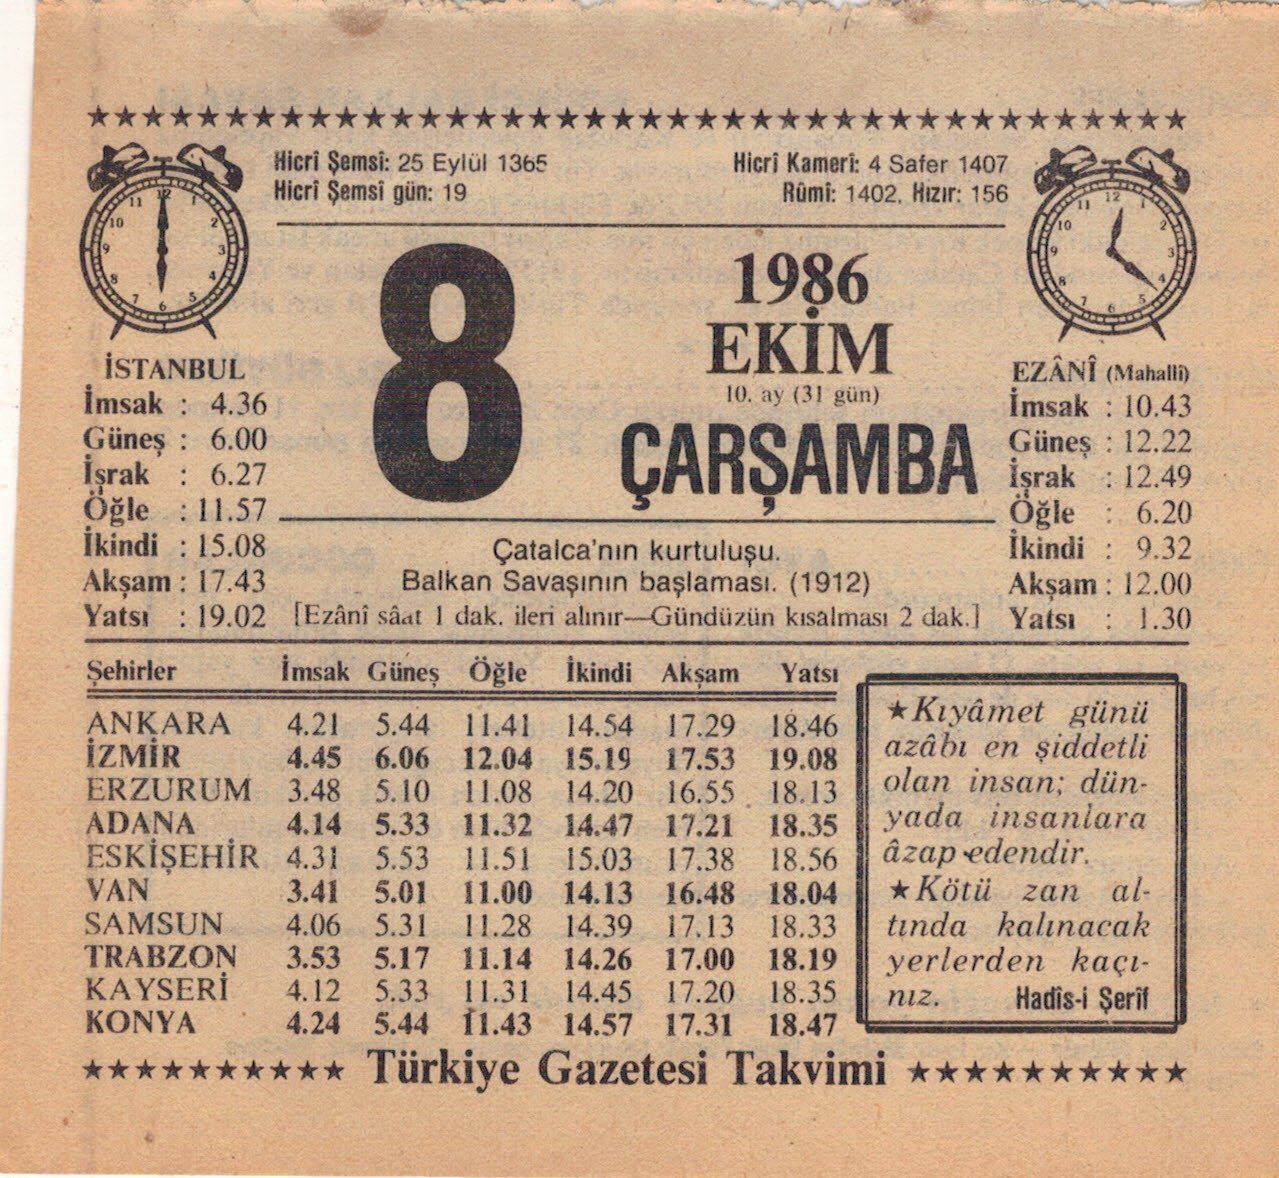 Hicrî Şemsî: 25 Eylül 1365
Hicrî Şemsî gün: 19
Hicrî Kamerî: 4 Safer 1407
Rûmî: 1402, Hızır: 156
8
1986
EKİM
10. ay (31 gün)
ÇARŞAMBA
İSTANBUL
İmsak : 4.36
Güneş : 6.00
İşrak : 6.27
Öğle : 11.57
İkindi : 15.08
Akşam : 17.43
Yatsı : 19.02
EZÂNÎ (Mahallî)
İmsak : 10.43
Güneş : 12.22
İşrak : 12.49
Öğle : 6.20
İkindi : 9.32
Akşam : 12.00
Yatsı : 1.30
Çatalca'nın kurtuluşu.
Balkan Savaşının başlaması. (1912)
[Ezânî sâat 1 dak. ileri alınır—Gündüzün kısalması 2 dak.]
Şehirler İmsak Güneş Öğle İkindi Akşam Yatsı
ANKARA 4.21 5.44 11.41 14.54 17.29 18.46
İZMİR 4.45 6.06 12.04 15.19 17.53 19.08
ERZURUM 3.48 5.10 11.08 14.20 16.55 18.13
ADANA 4.14 5.33 11.32 14.47 17.21 18.35
ESKİŞEHİR 4.31 5.53 11.51 15.03 17.38 18.56
VAN 3.41 5.01 11.00 14.13 16.48 18.04
SAMSUN 4.06 5.31 11.28 14.39 17.13 18.33
TRABZON 3.53 5.17 11.14 14.26 17.00 18.19
KAYSERİ 4.12 5.33 11.31 14.45 17.20 18.35
KONYA 4.24 5.44 11.43 14.57 17.31 18.47
★Kıyâmet günü
azâbı en şiddetli
olan insan; dün-
yada insanlara
âzap edendir.
★Kötü zan al-
tında kalınacak
yerlerden kaçı-
nız. Hadîs-i Şerîf
Türkiye Gazetesi Takvimi